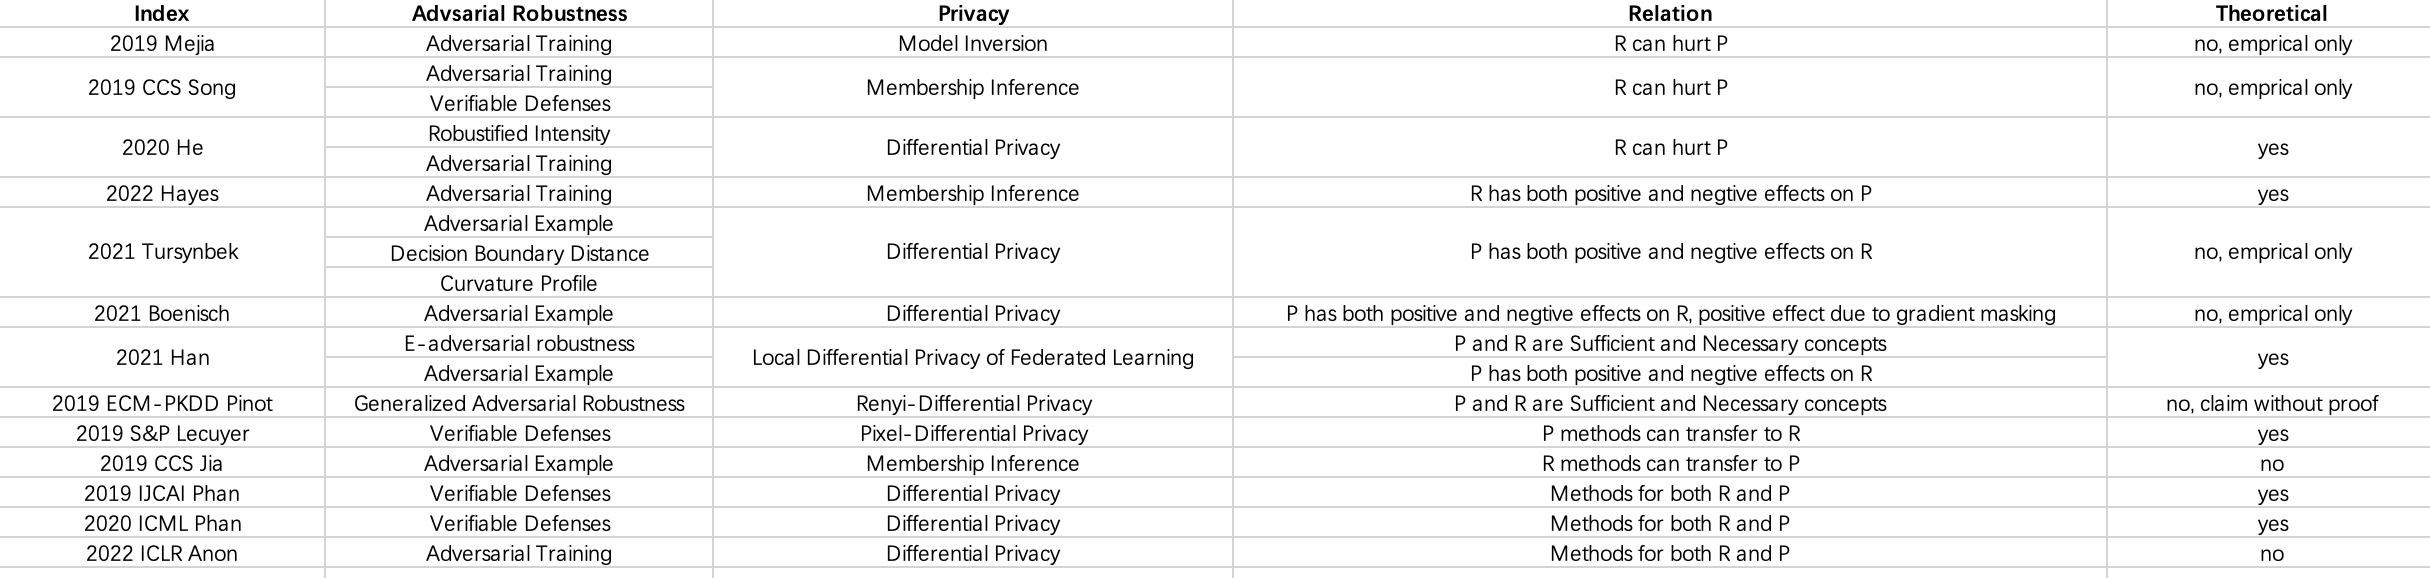 Index Advsarial Robustness Privacy Relation Theoretical
2019 Mejia Adversarial Training Model Inversion R can hurt P no, emprical only
2019 CCS Song Adversarial Training Membership Inference R can hurt P no, emprical only
Verifiable Defenses
2020 He Robustified Intensity Differential Privacy R can hurt P yes
Adversarial Training
2022 Hayes Adversarial Training Membership Inference R has both positive and negtive effects on P yes
2021 Tursynbek Adversarial Example Differential Privacy P has both positive and negtive effects on R no, emprical only
Decision Boundary Distance
Curvature Profile
2021 Boenisch Adversarial Example Differential Privacy P has both positive and negtive effects on R, positive effect due to gradient masking no, emprical only
2021 Han E-adversarial robustness Local Differential Privacy of Federated Learning P and R are Sufficient and Necessary concepts yes
Adversarial Example P has both positive and negtive effects on R
2019 ECM-PKDD Pinot Generalized Adversarial Robustness Renyi-Differential Privacy P and R are Sufficient and Necessary concepts no, claim without proof
2019 S&P Lecuyer Verifiable Defenses Pixel-Differential Privacy P methods can transfer to R yes
2019 CCS Jia Adversarial Example Membership Inference R methods can transfer to P no
2019 IJCAI Phan Verifiable Defenses Differential Privacy Methods for both R and P yes
2020 ICML Phan Verifiable Defenses Differential Privacy Methods for both R and P yes
2022 ICLR Anon Adversarial Training Differential Privacy Methods for both R and P no